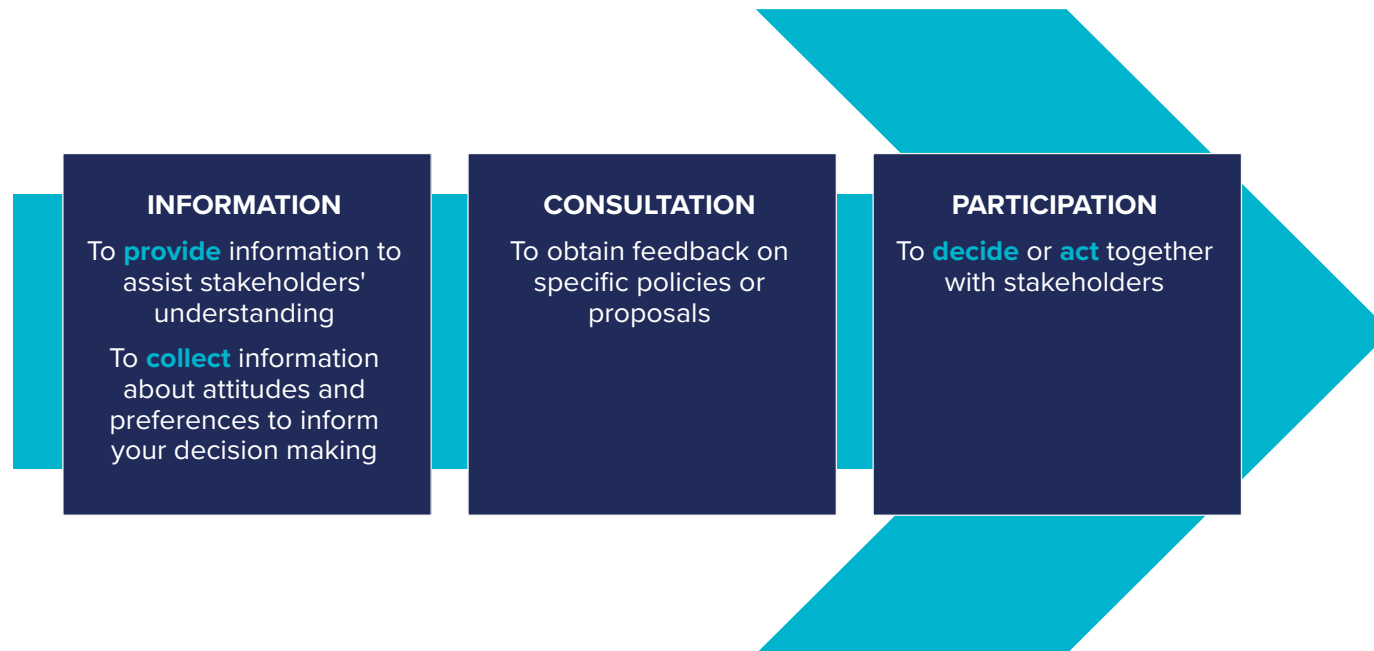 INFORMATION
To provide information to
assist stakeholders'
understanding
To collect information
about attitudes and
preferences to inform
your decision making
CONSULTATION
To obtain feedback on
specific policies or
proposals
PARTICIPATION
To decide or act together
with stakeholders